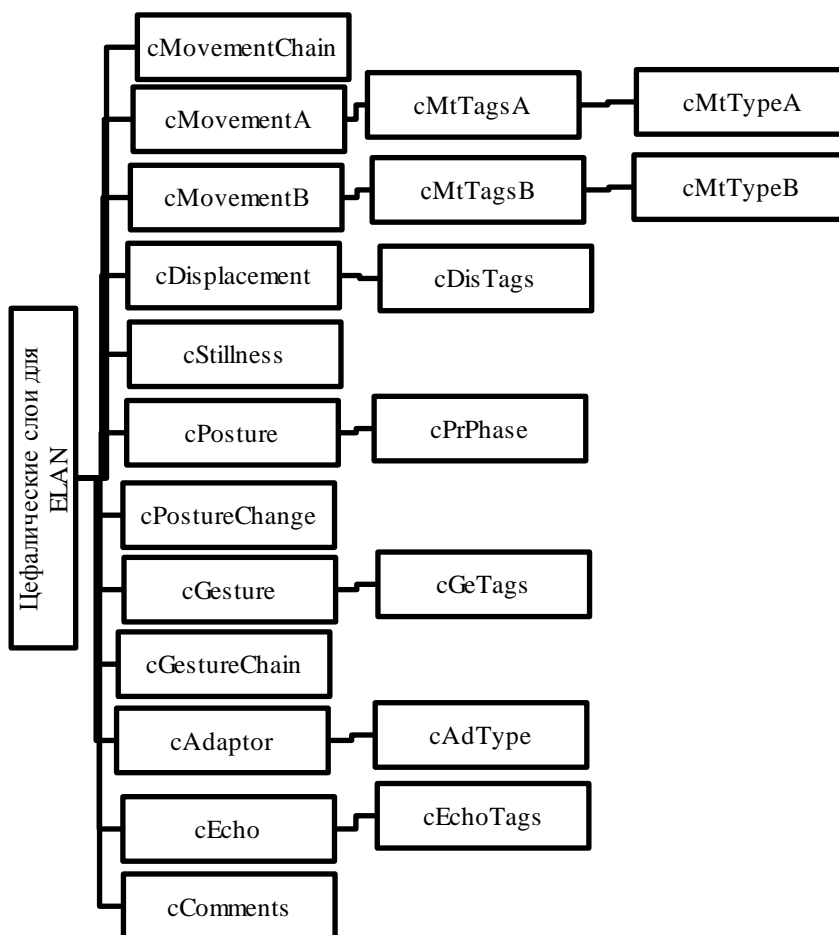 Цефалические слои для
ELAN
cMovementChain
cMovementA
cMtTagsA
cMtTypeA
cMovementB
cMtTagsB
cMtTypeB
cDisplacement
cDisTags
cStillness
cPosture
cPrPhase
cPostureChange
cGesture
cGeTags
cGestureChain
cAdaptor
cAdType
cEcho
cEchoTags
cComments